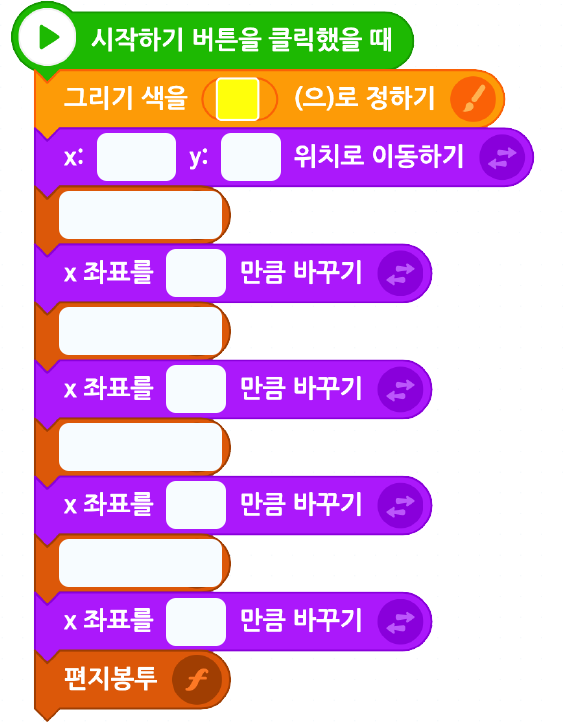 시작하기 버튼을 클릭했을 때
그리기 색을 (으)로 정하기
x: y: 위치로 이동하기
x 좌표를 만큼 바꾸기
x 좌표를 만큼 바꾸기
x 좌표를 만큼 바꾸기
x 좌표를 만큼 바꾸기
편지봉투 f